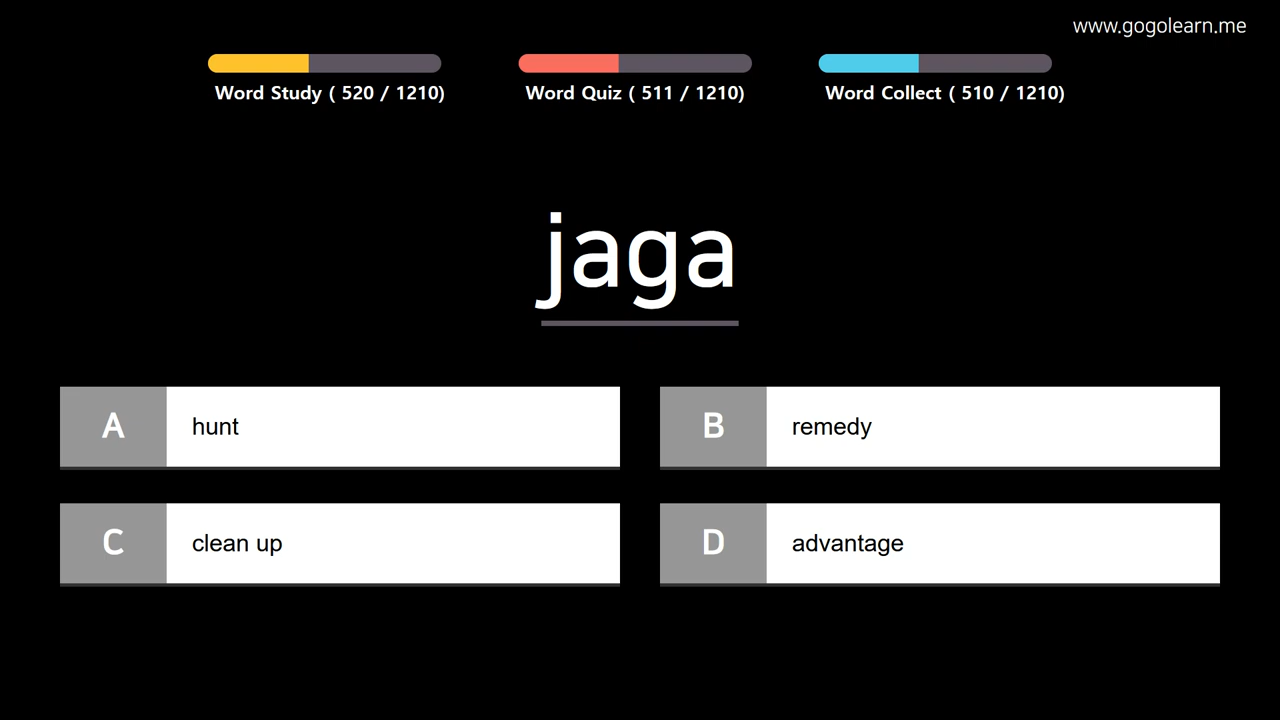 www.gogolearn.me
Word Study ( 520 / 1210)
Word Quiz ( 511 / 1210)
Word Collect ( 510 / 1210)
jaga
A hunt
B remedy
C clean up
D advantage